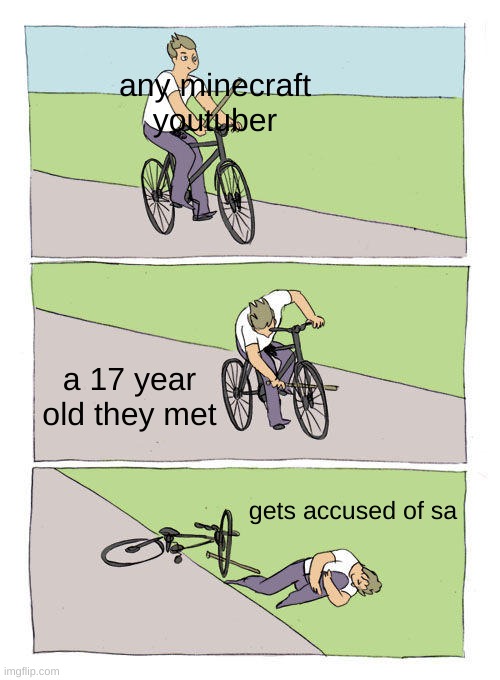 any minecraft
youtuber
a 17 year
old they met
gets accused of sa
imgflip.com